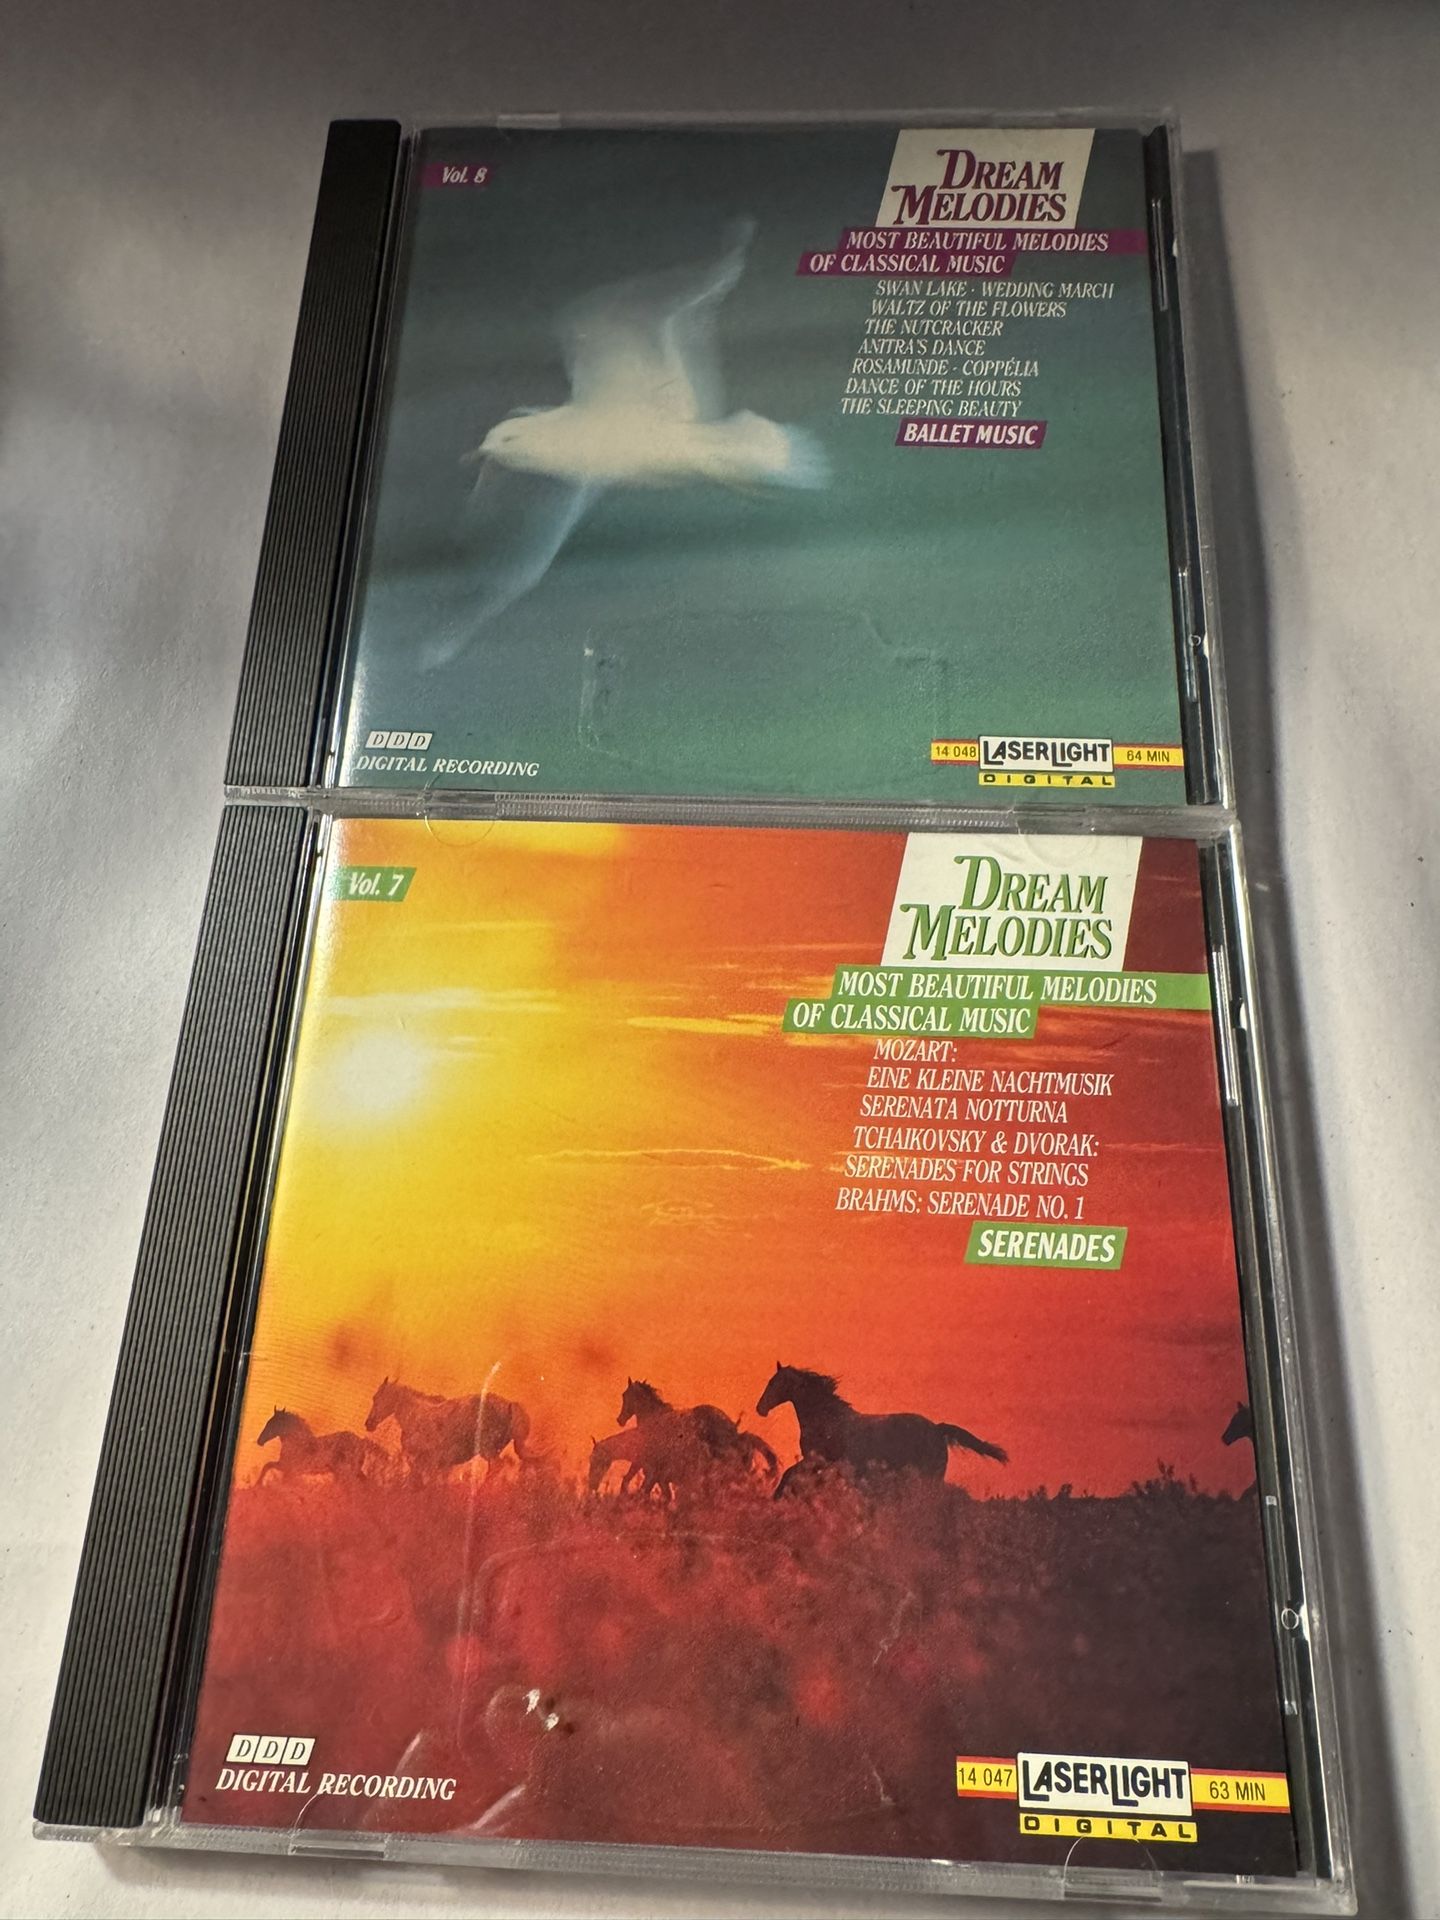 Vol. 8
DREAM
MELODIES
MOST BEAUTIFUL MELODIES
OF CLASSICAL MUSIC
SWAN LAKE · WEDDING MARCH
WALTZ OF THE FLOWERS
THE NUTCRACKER
ANITRA'S DANCE
ROSAMUNDE · COPPÉLIA
DANCE OF THE HOURS
THE SLEEPING BEAUTY
BALLET MUSIC
DDD
DIGITAL RECORDING
14 048 LASERLIGHT 64 MIN
DIGITAL
Vol. 7
DREAM
MELODIES
MOST BEAUTIFUL MELODIES
OF CLASSICAL MUSIC
MOZART:
EINE KLEINE NACHTMUSIK
SERENATA NOTTURNA
TCHAIKOVSKY & DVORAK:
SERENADES FOR STRINGS
BRAHMS: SERENADE NO. 1
SERENADES
DDD
DIGITAL RECORDING
14 047 LASERLIGHT 63 MIN
DIGITAL